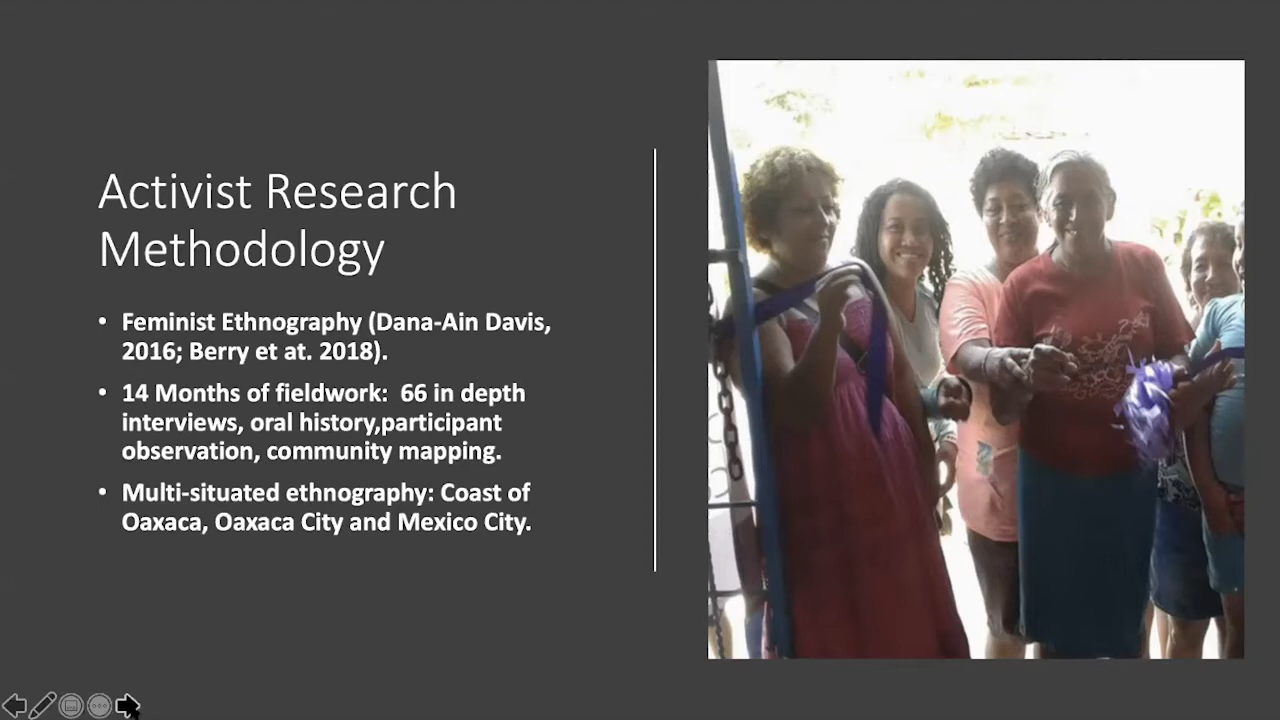 Activist Research
Methodology
• Feminist Ethnography (Dana-Ain Davis,
2016; Berry et at. 2018).
• 14 Months of fieldwork:  66 in depth
interviews, oral history,participant
observation, community mapping.
• Multi-situated ethnography: Coast of
Oaxaca, Oaxaca City and Mexico City.